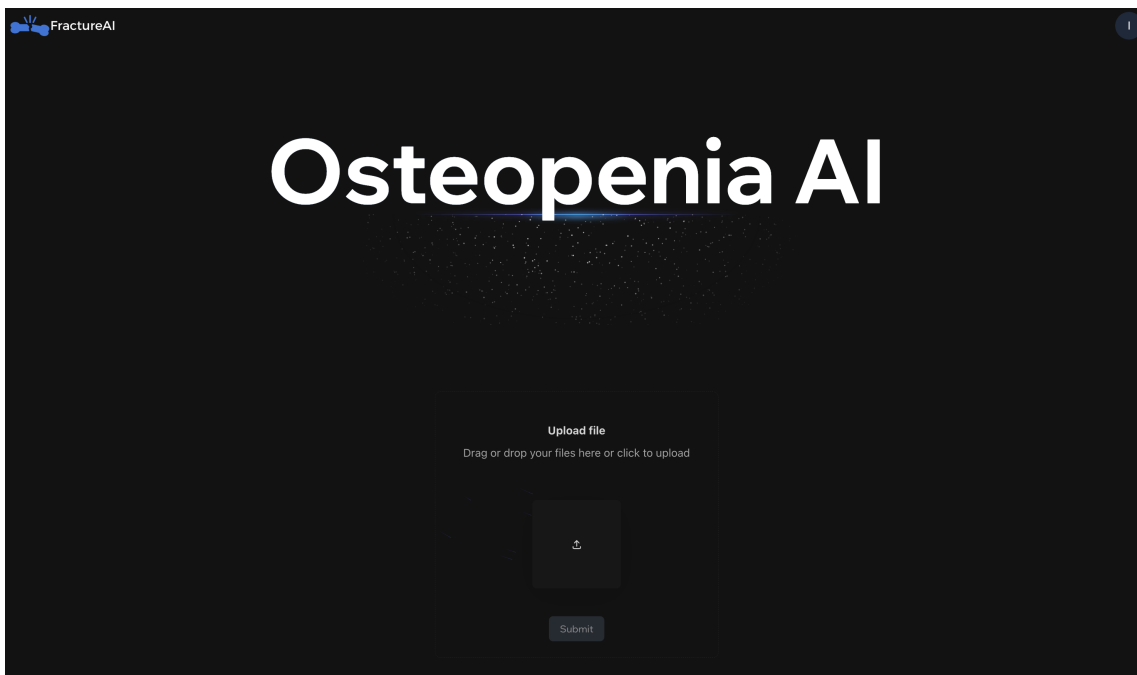 FractureAI
I
Osteopenia AI
Upload file
Drag or drop your files here or click to upload
Submit